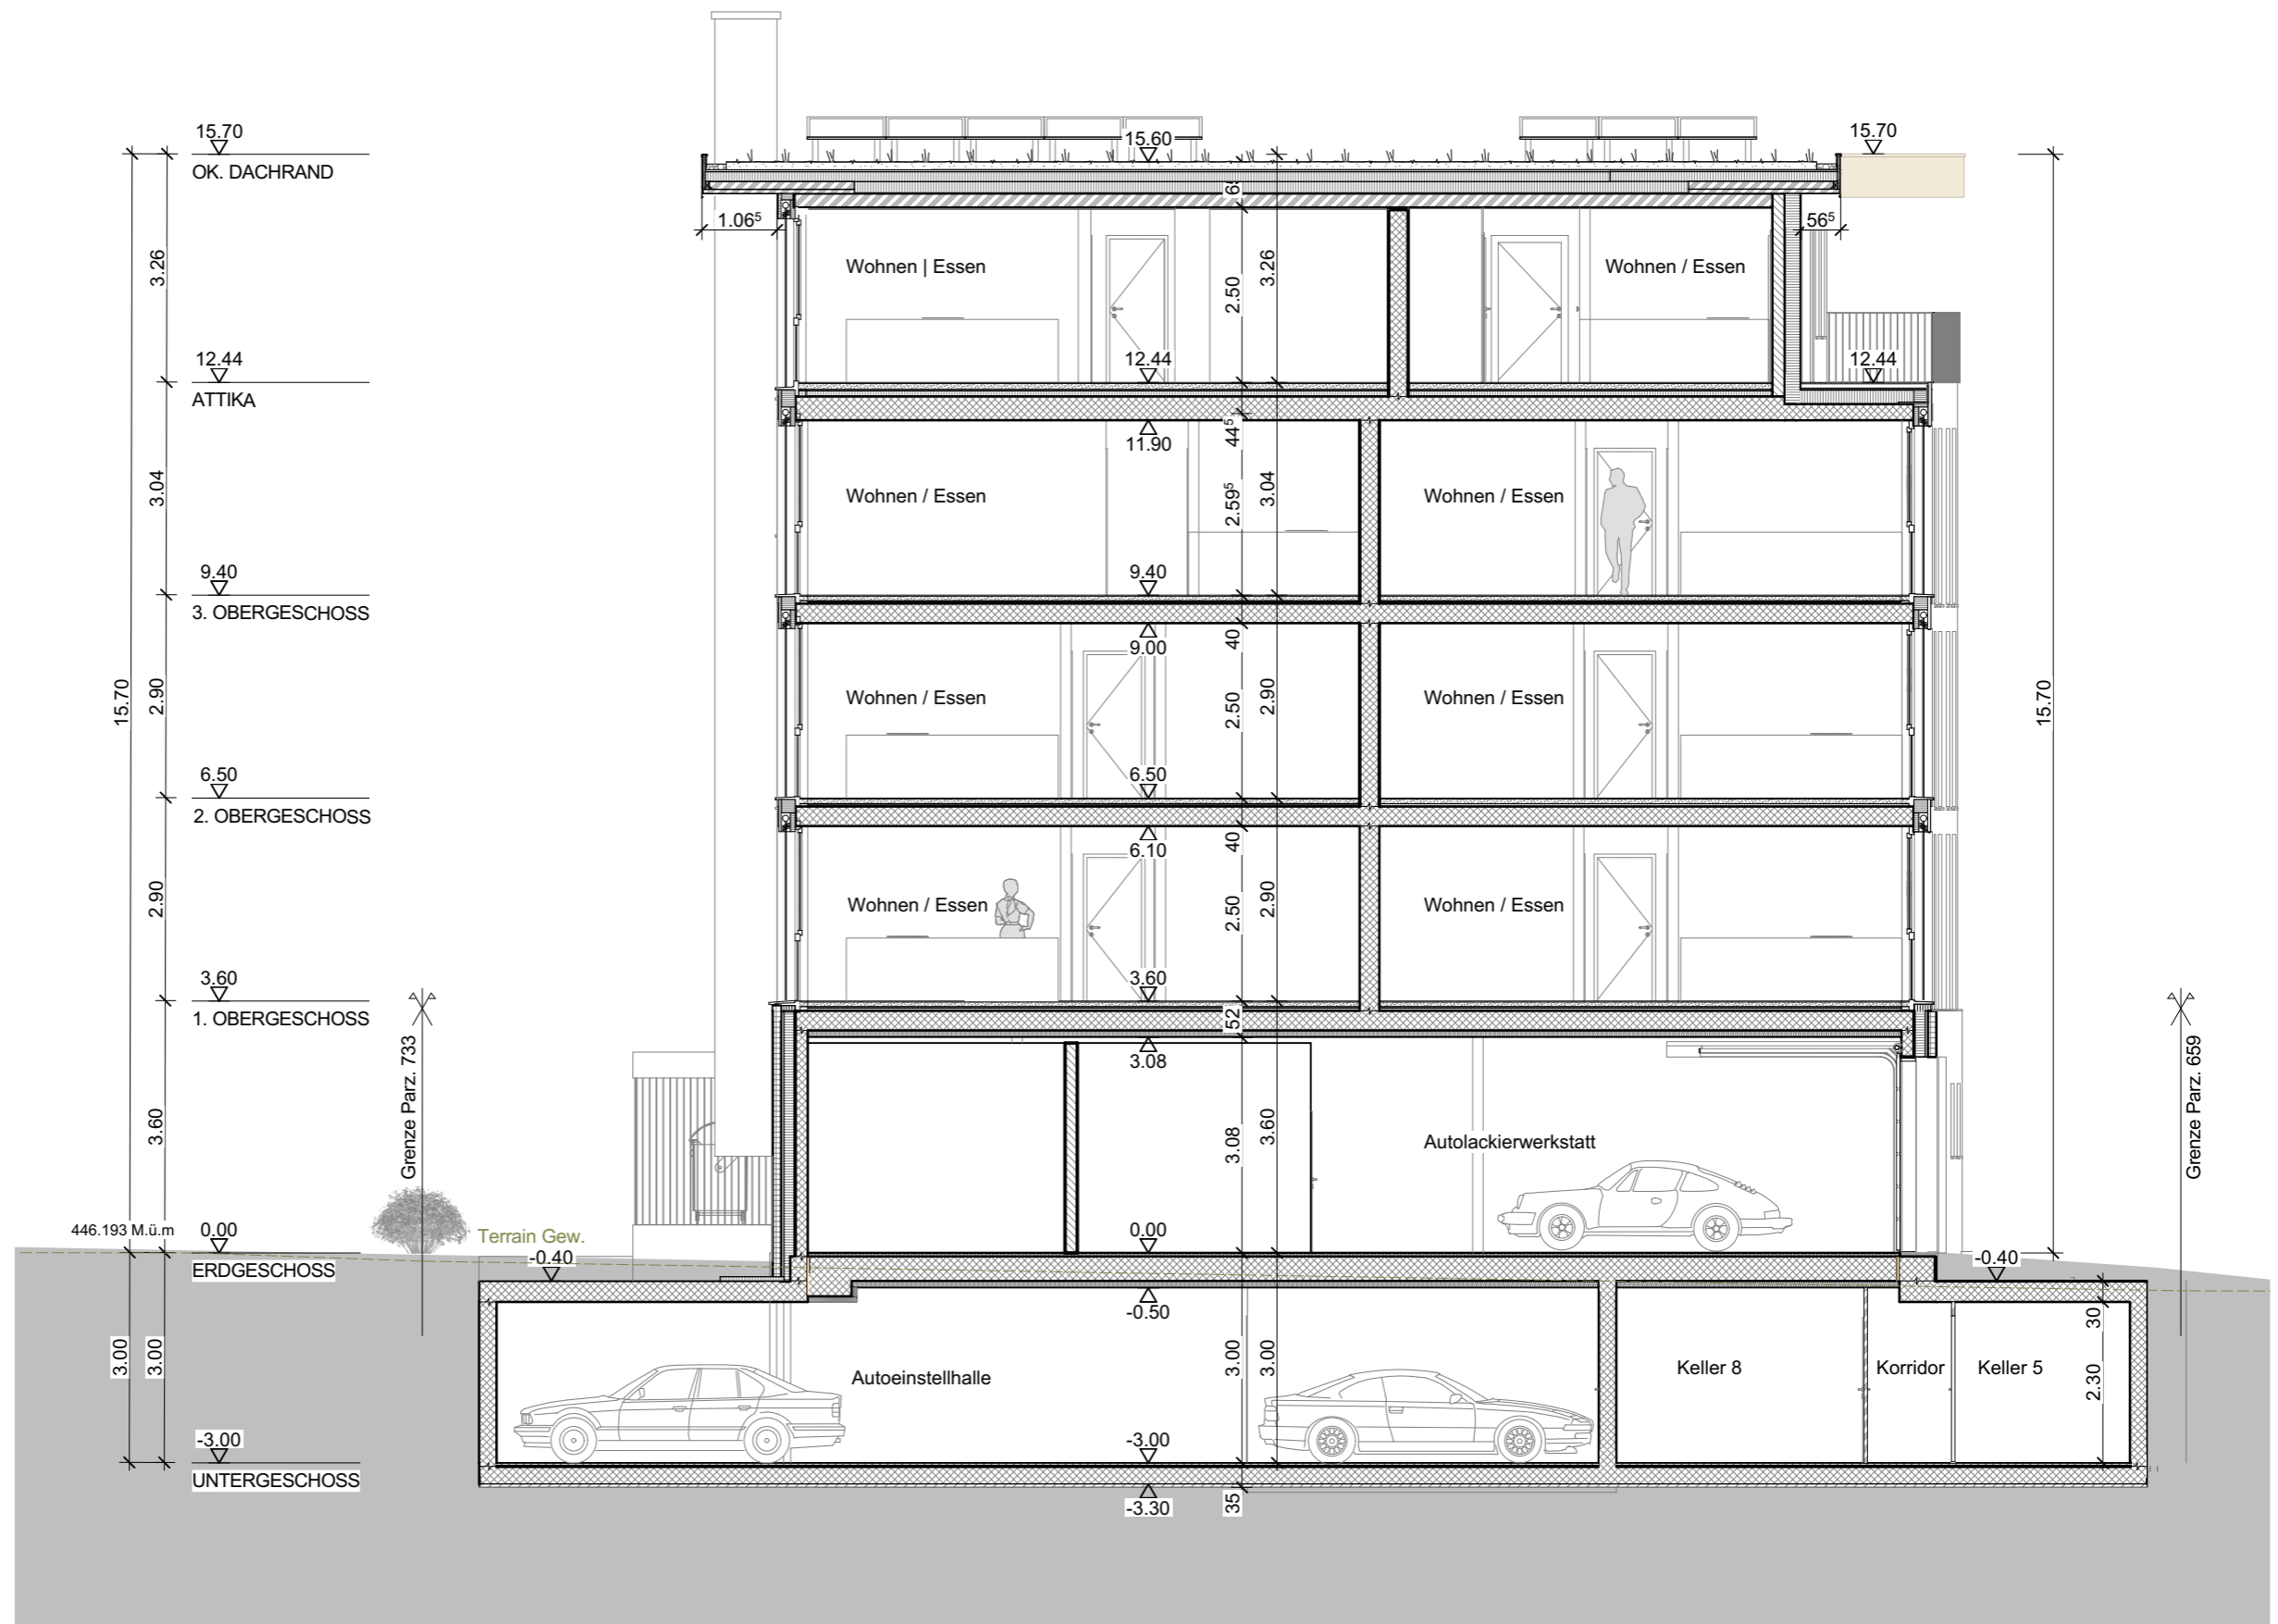 15.70
15.60
15.70
OK. DACHRAND
1.06⁵
56⁵
3.26
Wohnen | Essen
2.50
3.26
Wohnen / Essen
12.44
12.44
12.44
ATTIKA
11.90
44⁵
3.04
Wohnen / Essen
2.59⁵
3.04
Wohnen / Essen
9.40
9.40
3. OBERGESCHOSS
9.00
40
15.70
2.90
Wohnen / Essen
2.50
2.90
Wohnen / Essen
15.70
6.50
6.50
2. OBERGESCHOSS
6.10
40
2.90
Wohnen / Essen
2.50
2.90
Wohnen / Essen
3.60
3.60
1. OBERGESCHOSS
52
3.08
Grenze Parz. 733
Grenze Parz. 659
3.60
3.08
3.60
Autolackierwerkstatt
446.193 M.ü.m
0.00
Terrain Gew.
0.00
-0.40
-0.40
ERDGESCHOSS
-0.50
30
3.00
3.00
Autoeinstellhalle
3.00
3.00
Keller 8
Korridor
Keller 5
2.30
-3.00
-3.00
UNTERGESCHOSS
-3.30
35